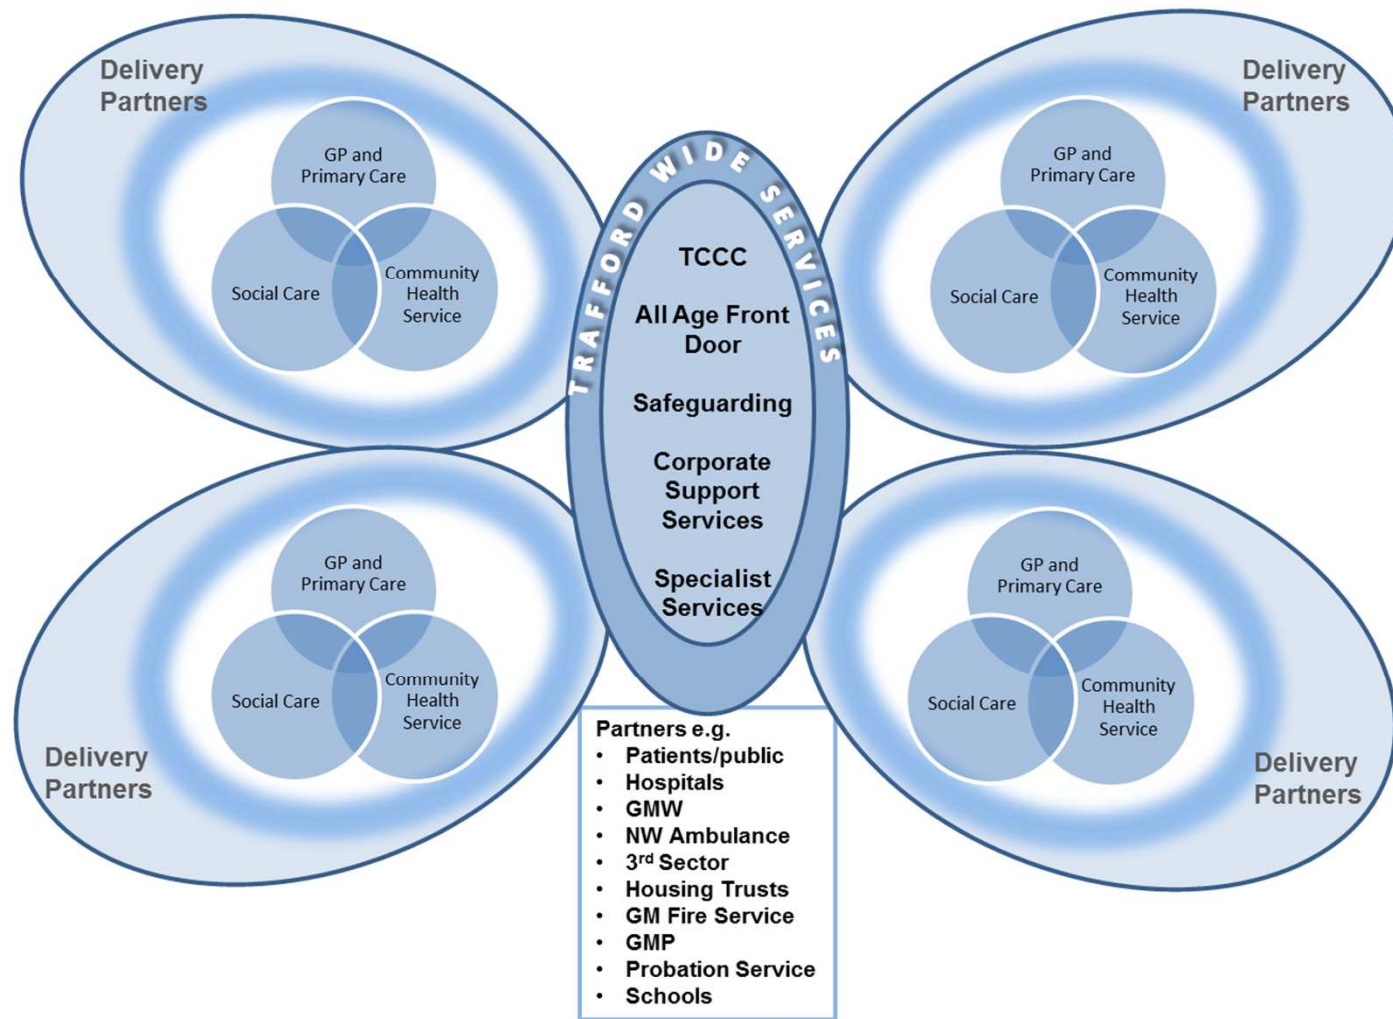 Delivery
Partners
GP and
Primary Care
Social Care
Community
Health
Service
Delivery
Partners
GP and
Primary Care
Social Care
Community
Health
Service
TRAFFORD WIDE SERVICES
TCCC
All Age Front
Door
Safeguarding
Corporate
Support
Services
Specialist
Services
GP and
Primary Care
Social Care
Community
Health
Service
Delivery
Partners
GP and
Primary Care
Social Care
Community
Health
Service
Delivery
Partners
Partners e.g.
• Patients/public
• Hospitals
• GMW
• NW Ambulance
• 3rd Sector
• Housing Trusts
• GM Fire Service
• GMP
• Probation Service
• Schools